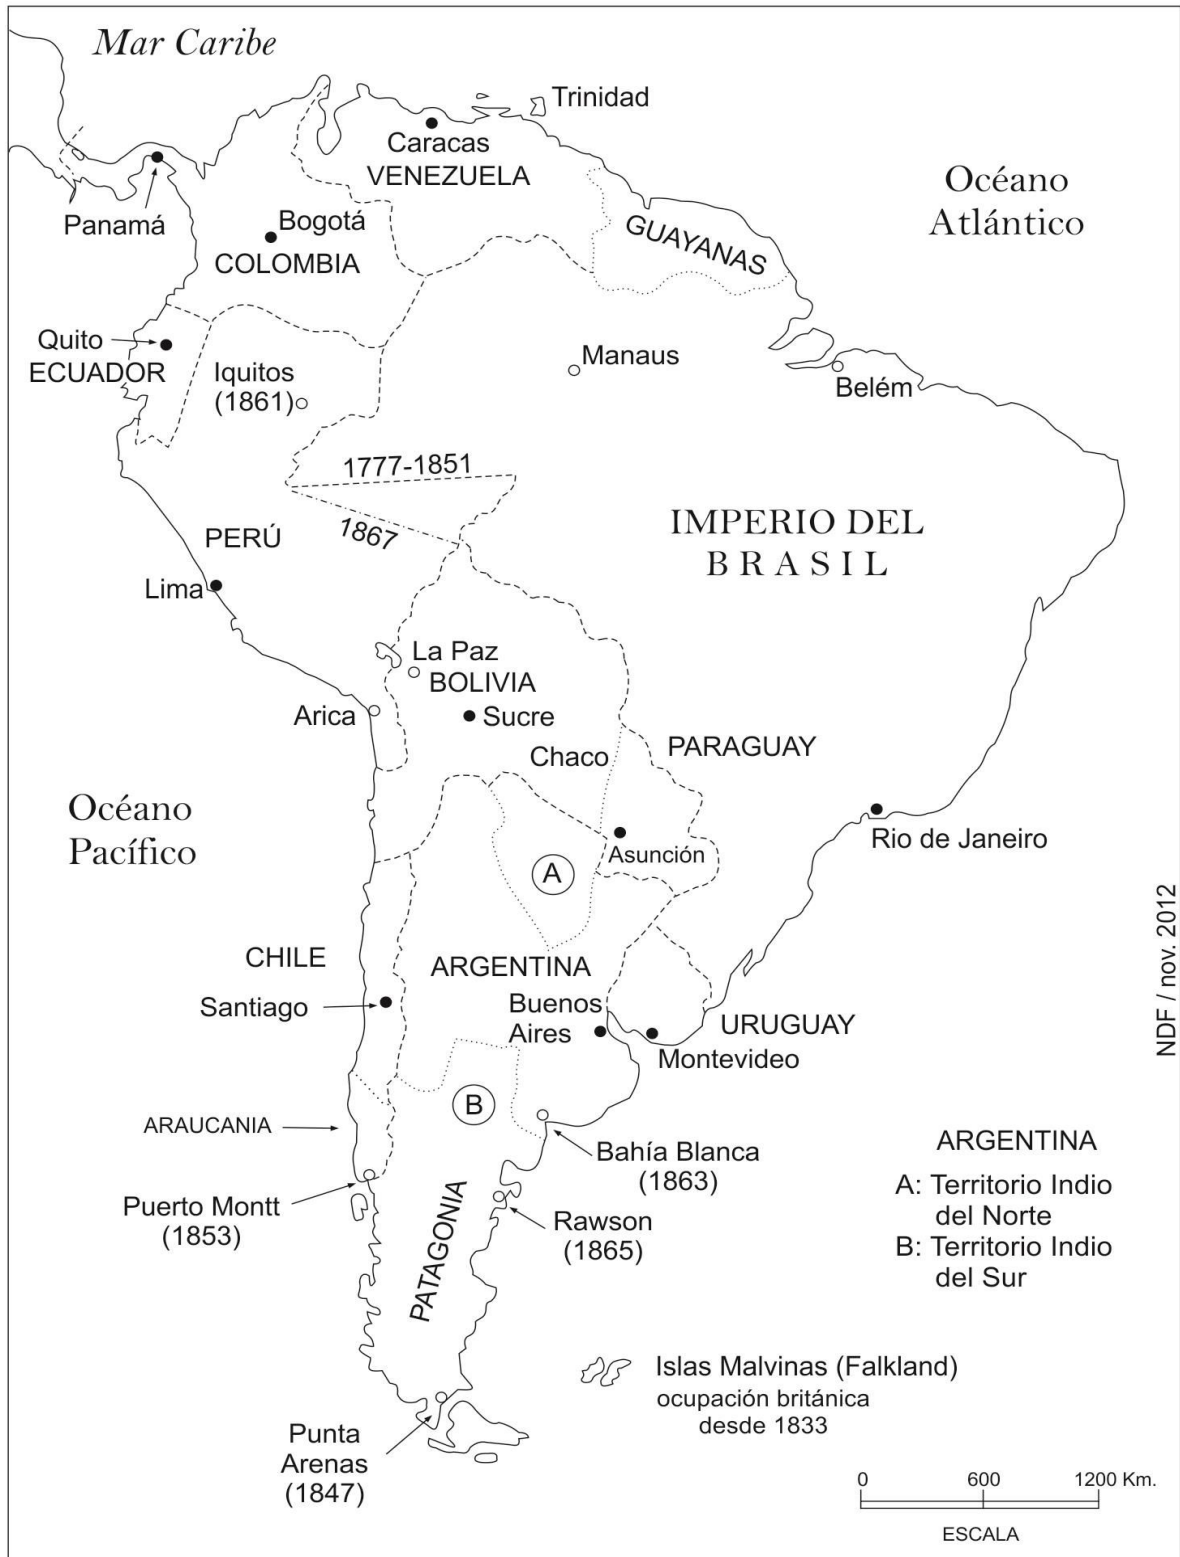 Mar Caribe
Trinidad
Caracas
VENEZUELA
Océano
Atlántico
Panamá
Bogotá
COLOMBIA
GUAYANAS
Quito
ECUADOR
Iquitos
(1861)
Manaus
Belém
1777-1851
1867
PERÚ
IMPERIO DEL
BRASIL
Lima
La Paz
BOLIVIA
Arica
Sucre
Chaco
PARAGUAY
Océano
Pacífico
Rio de Janeiro
Asunción
A
CHILE
ARGENTINA
Santiago
Buenos
Aires
URUGUAY
Montevideo
NDF / nov. 2012
B
ARAUCANIA
Bahía Blanca
(1863)
Puerto Montt
(1853)
Rawson
(1865)
PATAGONIA
ARGENTINA
A: Territorio Indio
del Norte
B: Territorio Indio
del Sur
Islas Malvinas (Falkland)
ocupación británica
desde 1833
Punta
Arenas
(1847)
0 600 1200 Km.
ESCALA